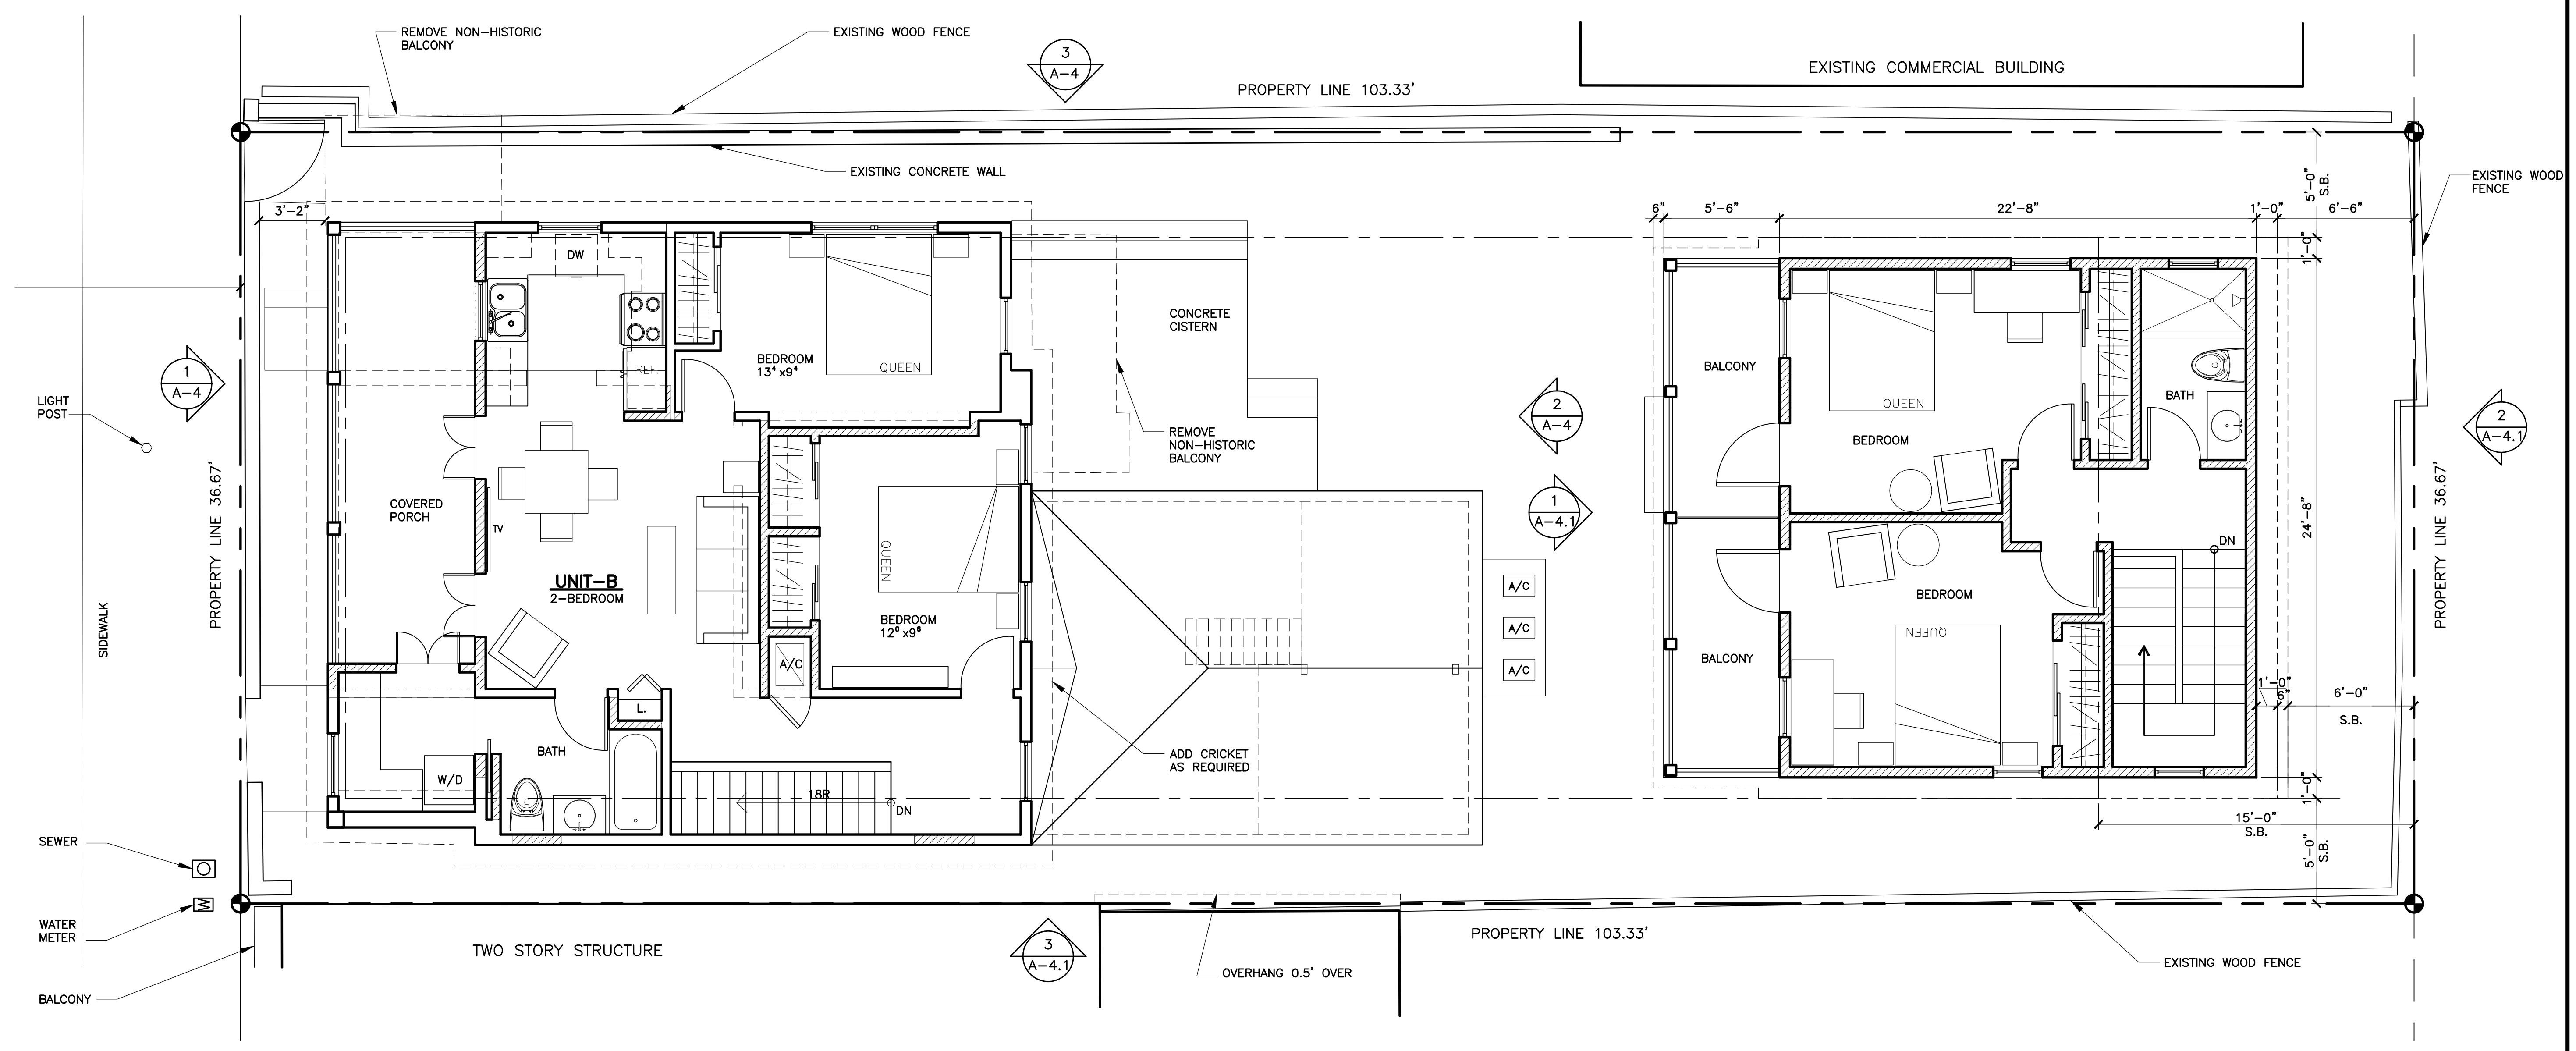 REMOVE NON-HISTORIC
BALCONY
EXISTING WOOD FENCE
3
A-4
PROPERTY LINE 103.33'
EXISTING COMMERCIAL BUILDING
EXISTING CONCRETE WALL
EXISTING WOOD
FENCE
5'-0"
S.B.
3'-2"
6"
5'-6"
22'-8"
1'-0"
6'-6"
1'-0"
DW
REF.
BEDROOM
13⁴ x9⁴
QUEEN
CONCRETE
CISTERN
REMOVE
NON-HISTORIC
BALCONY
1
A-4
LIGHT
POST
PROPERTY LINE 36.67'
SIDEWALK
COVERED
PORCH
TV
UNIT-B
2-BEDROOM
QUEEN
BEDROOM
12⁰ x9⁶
A/C
L.
BATH
W/D
18R
DN
ADD CRICKET
AS REQUIRED
A/C
A/C
A/C
2
A-4
1
A-4.1
BALCONY
QUEEN
BEDROOM
BATH
BALCONY
BEDROOM
QUEEN
DN
24'-8"
2
A-4.1
PROPERTY LINE 36.67'
1'-0"
6"
6'-0"
S.B.
1'-0"
15'-0"
S.B.
5'-0"
S.B.
SEWER
WATER
METER
BALCONY
TWO STORY STRUCTURE
3
A-4.1
OVERHANG 0.5' OVER
PROPERTY LINE 103.33'
EXISTING WOOD FENCE